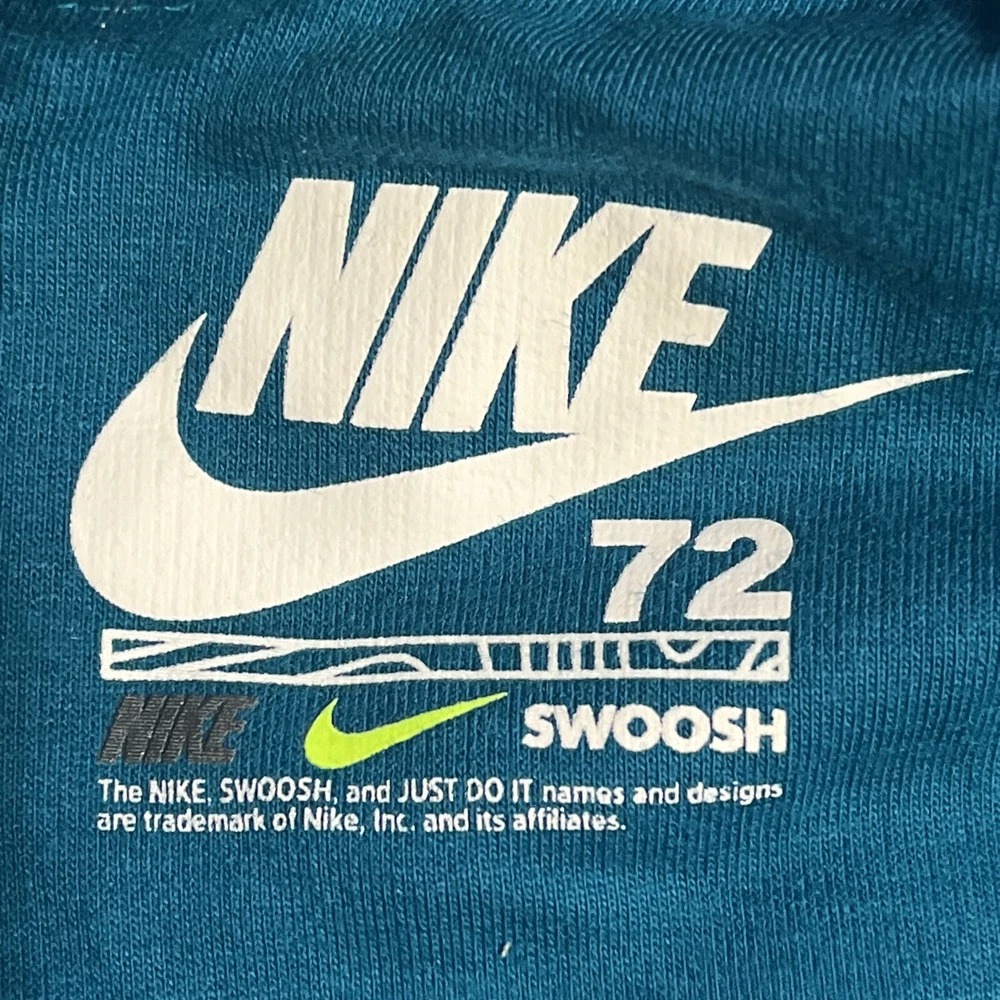 NIKE
72
NIKE SWOOSH
The NIKE, SWOOSH, and JUST DO IT names and designs
are trademark of Nike, Inc. and its affiliates.